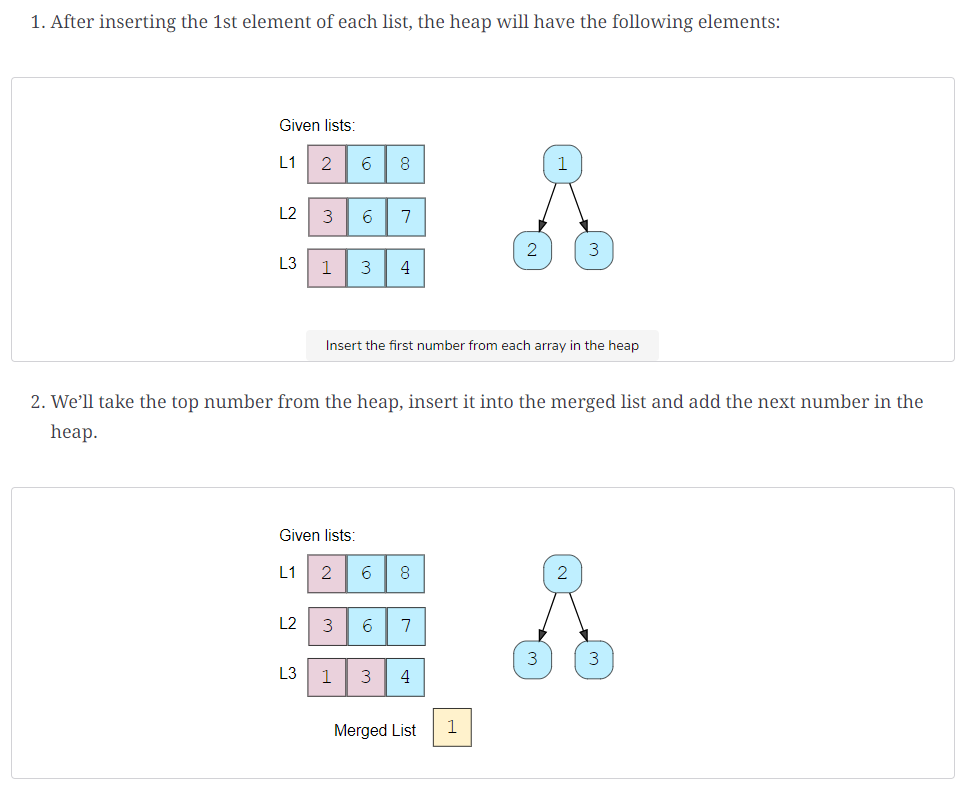 1. After inserting the 1st element of each list, the heap will have the following elements:
Given lists:
L1 2 6 8
L2 3 6 7
L3 1 3 4
1
2 3
Insert the first number from each array in the heap
2. We’ll take the top number from the heap, insert it into the merged list and add the next number in the
heap.
Given lists:
L1 2 6 8
L2 3 6 7
L3 1 3 4
2
3 3
Merged List 1